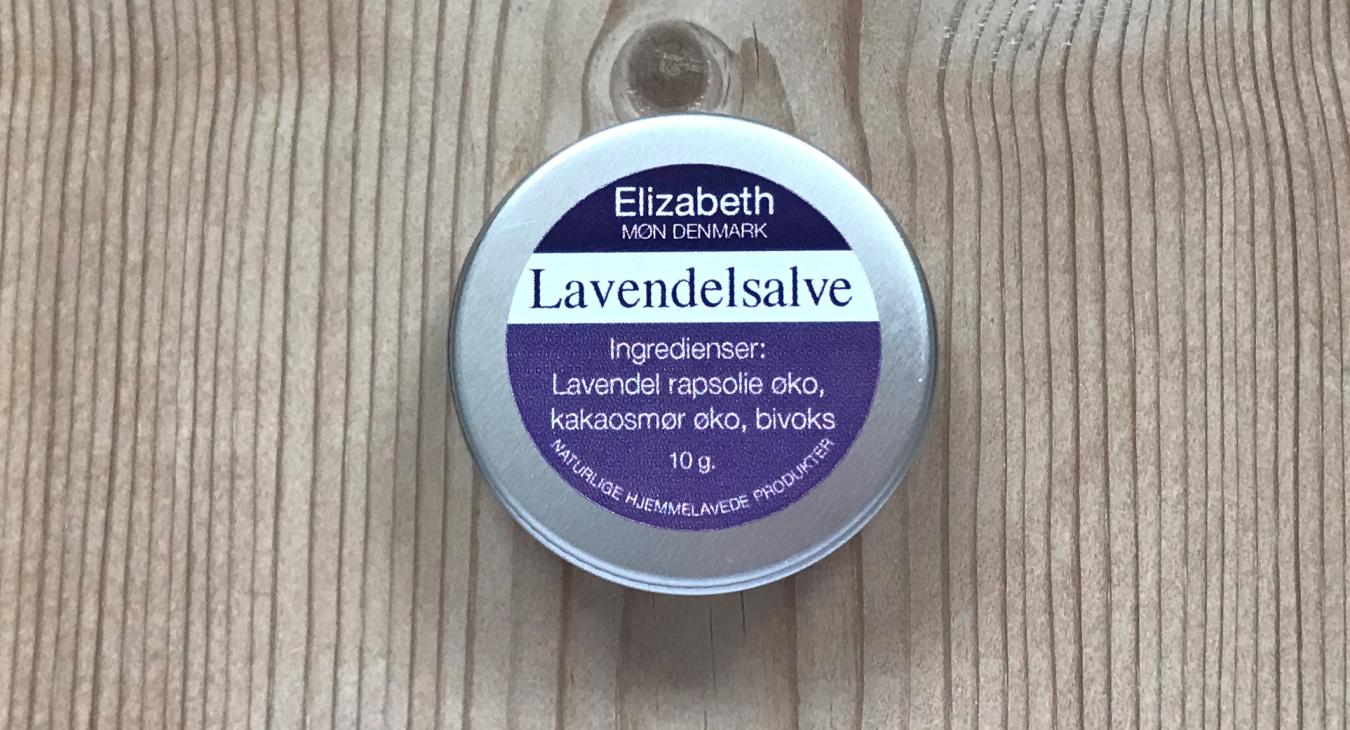 Elizabeth
MØN DENMARK
Lavendelsalve
Ingredienser:
Lavendel rapsolie øko,
kakaosmør øko, bivoks
10 g.
NATURLIGE HJEMMELAVEDE PRODUKTER